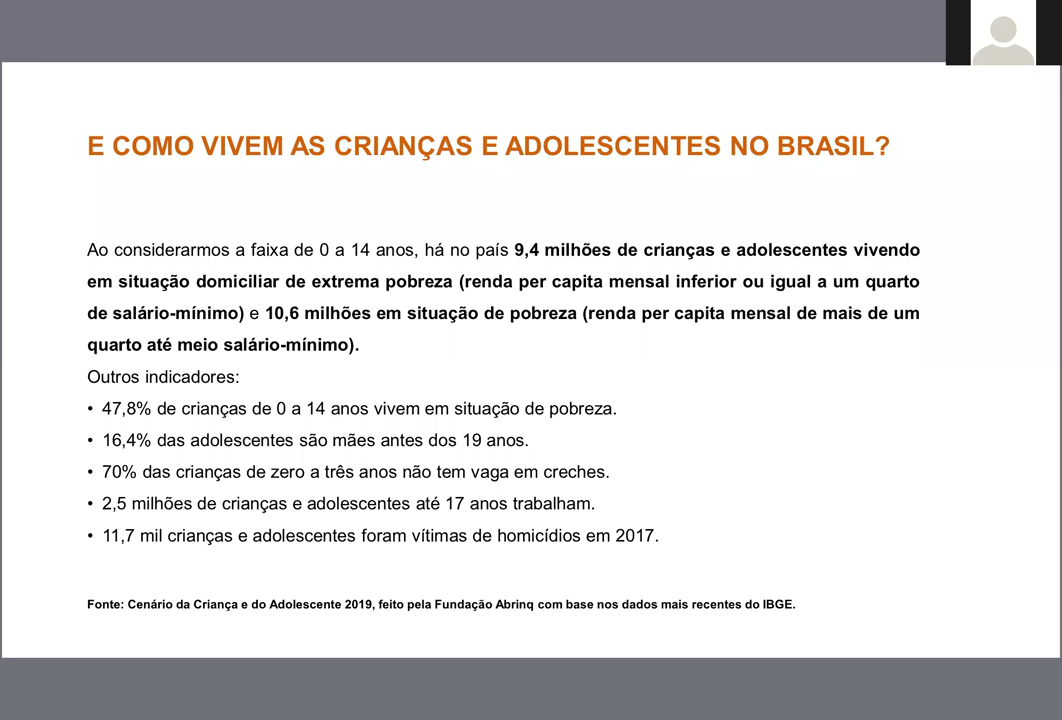 E COMO VIVEM AS CRIANÇAS E ADOLESCENTES NO BRASIL?
Ao considerarmos a faixa de 0 a 14 anos, há no país 9,4 milhões de crianças e adolescentes vivendo
em situação domiciliar de extrema pobreza (renda per capita mensal inferior ou igual a um quarto
de salário-mínimo) e 10,6 milhões em situação de pobreza (renda per capita mensal de mais de um
quarto até meio salário-mínimo).
Outros indicadores:
• 47,8% de crianças de 0 a 14 anos vivem em situação de pobreza.
• 16,4% das adolescentes são mães antes dos 19 anos.
• 70% das crianças de zero a três anos não tem vaga em creches.
• 2,5 milhões de crianças e adolescentes até 17 anos trabalham.
• 11,7 mil crianças e adolescentes foram vítimas de homicídios em 2017.
Fonte: Cenário da Criança e do Adolescente 2019, feito pela Fundação Abrinq com base nos dados mais recentes do IBGE.